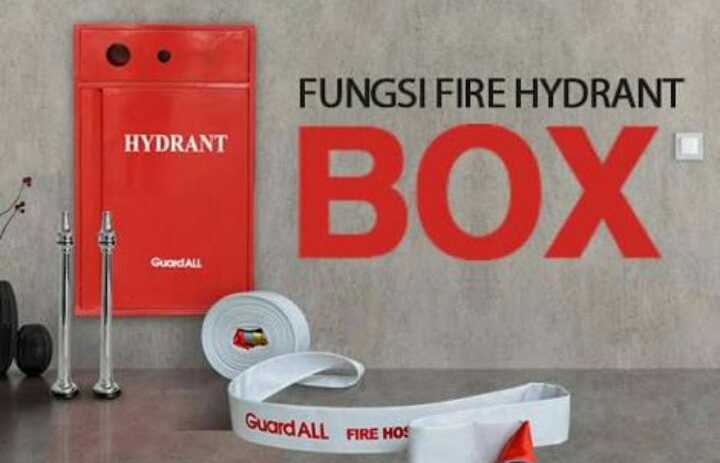 FUNGSI FIRE HYDRANT
BOX
HYDRANT
GuardALL
GuardALL FIRE HOS